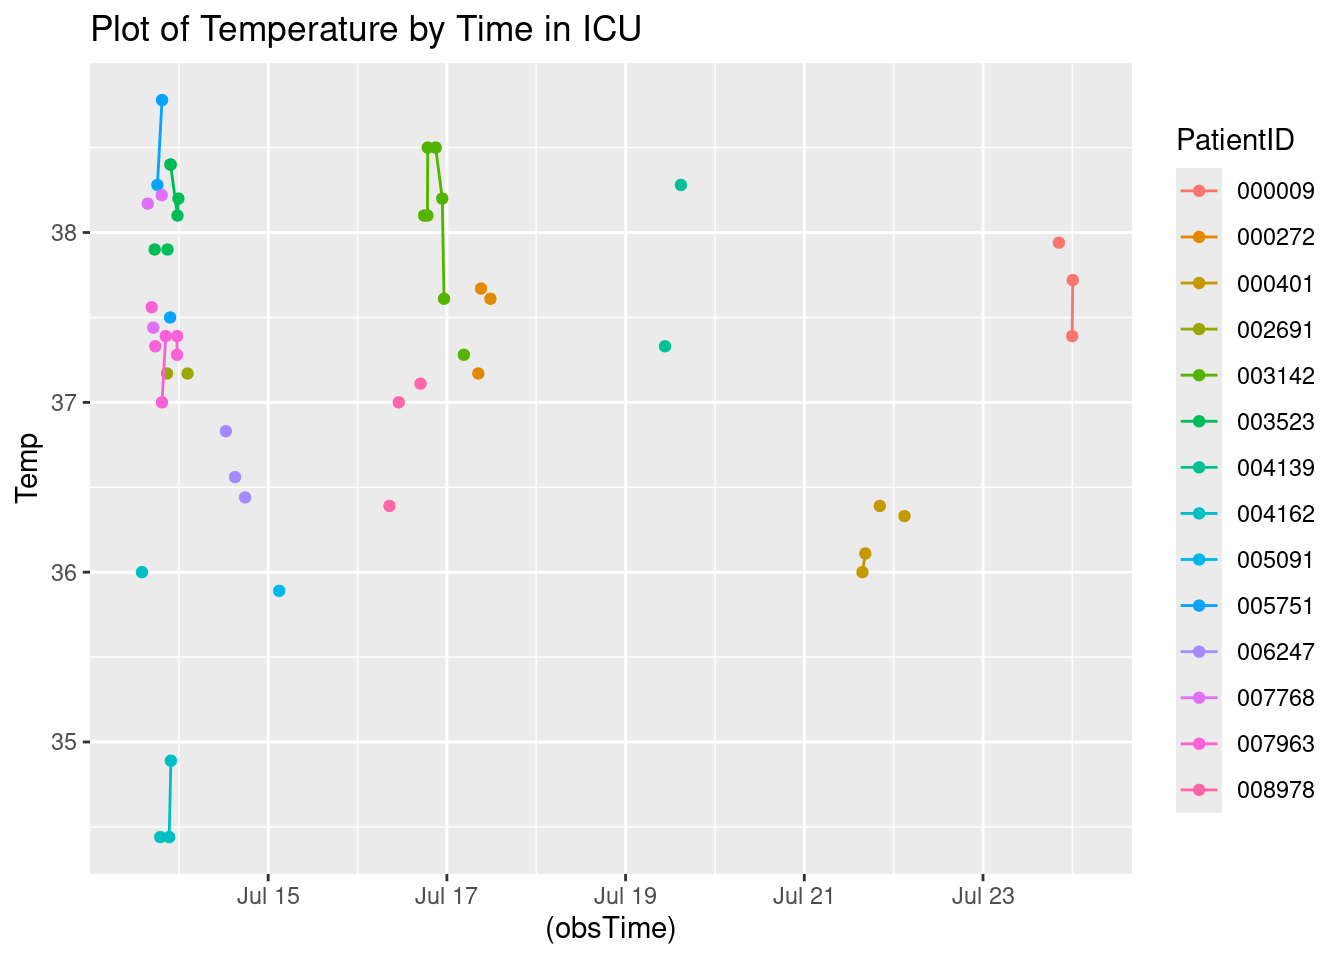 Plot of Temperature by Time in ICU
Temp
38
37
36
35
Jul 15
Jul 17
Jul 19
Jul 21
Jul 23
(obsTime)
PatientID
000009
000272
000401
002691
003142
003523
004139
004162
005091
005751
006247
007768
007963
008978